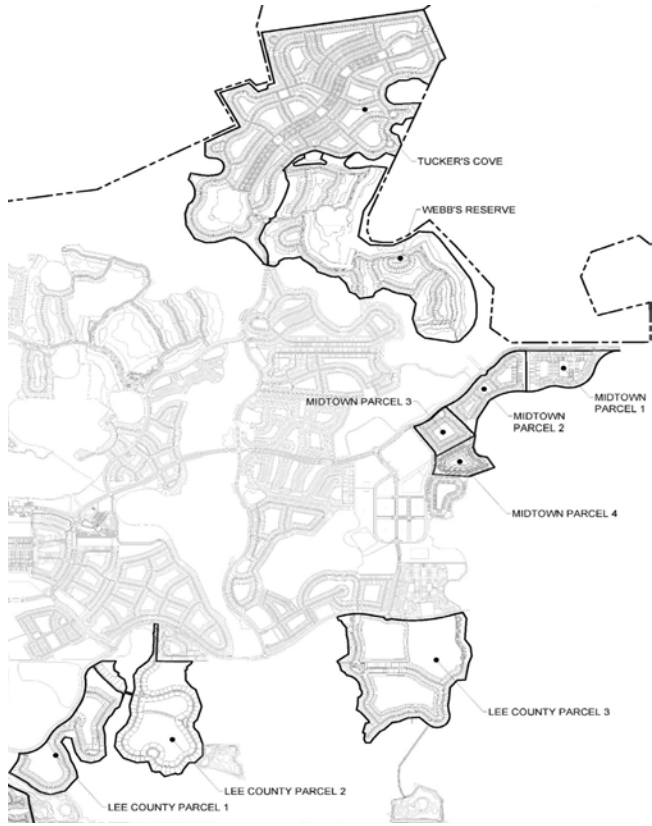 TUCKER'S COVE
WEBB'S RESERVE
MIDTOWN PARCEL 3
MIDTOWN
PARCEL 1
MIDTOWN
PARCEL 2
MIDTOWN PARCEL 4
LEE COUNTY PARCEL 3
LEE COUNTY PARCEL 2
LEE COUNTY PARCEL 1